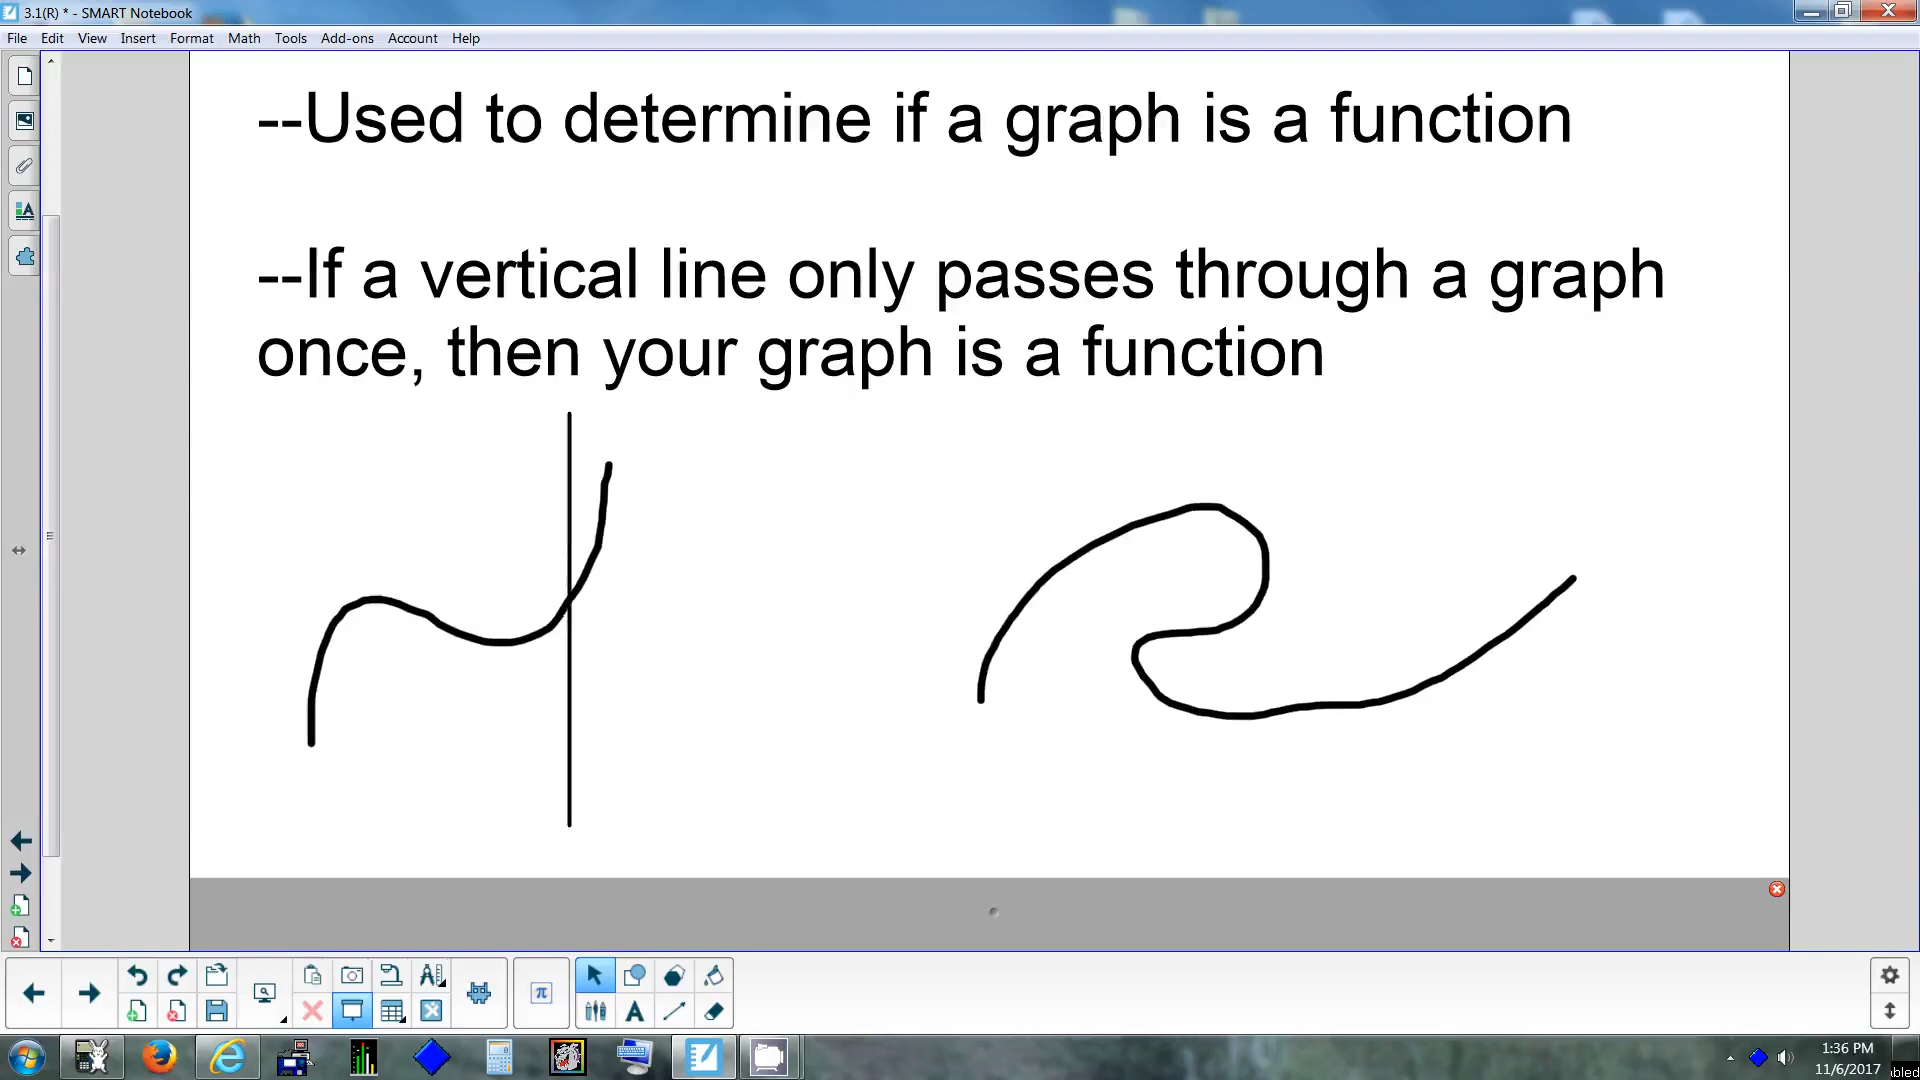 3.1(R) * - SMART Notebook
File Edit View Insert Format Math Tools Add-ons Account Help
--Used to determine if a graph is a function
--If a vertical line only passes through a graph
once, then your graph is a function
π
A
1:36 PM
11/6/2017
bled